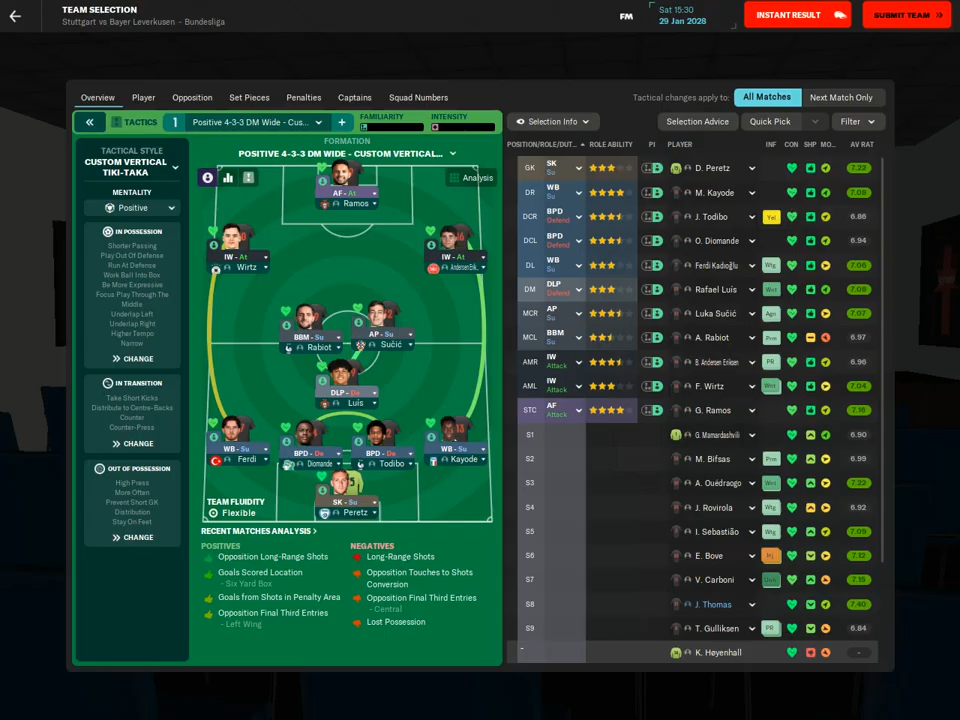 TEAM SELECTION
Stuttgart vs Bayer Leverkusen - Bundesliga
FM
Sat 15:30
29 Jan 2028
INSTANT RESULT
SUBMIT TEAM
Overview Player Opposition Set Pieces Penalties Captains Squad Numbers
Tactical changes apply to: All Matches Next Match Only
TACTICS 1 Positive 4-3-3 DM Wide - Cus... + FAMILIARITY INTENSITY
Selection Info Selection Advice Quick Pick Filter
TACTICAL STYLE
CUSTOM VERTICAL
TIKI-TAKA
MENTALITY
Positive
IN POSSESSION
Shorter Passing
Play Out Of Defense
Run At Defense
Work Ball Into Box
Be More Expressive
Focus Play Through The
Middle
Underlap Left
Underlap Right
Higher Tempo
Narrow
CHANGE
IN TRANSITION
Take Short Kicks
Distribute to Centre-Backs
Counter
Counter-Press
CHANGE
OUT OF POSSESSION
High Press
More Often
Prevent Short GK
Distribution
Stay On Feet
CHANGE
FORMATION
POSITIVE 4-3-3 DM WIDE - CUSTOM VERTICAL...
Analysis
AF - At
Ramos
IW - At
Wirtz
IW - At
Andersen Erik..
BBM - Su
Rabiot
AP - Su
Sučić
DLP - De
Luis
WB - Su
Ferdi
BPD - De
Diomande
BPD - De
Todibo
WB - Su
Kayode
SK - Su
Peretz
TEAM FLUIDITY
Flexible
RECENT MATCHES ANALYSIS
POSITIVES
Opposition Long-Range Shots
Goals Scored Location
- Six Yard Box
Goals from Shots in Penalty Area
Opposition Final Third Entries
- Left Wing
NEGATIVES
Long-Range Shots
Opposition Touches to Shots
Conversion
Opposition Final Third Entries
- Central
Lost Possession
POSITION/ROLE/DUT... ROLE ABILITY PI PLAYER INF CON SHP MO... AV RAT
GK SK Su D. Peretz 7.22
DR WB Su M. Kayode 7.09
DCR BPD Defend J. Todibo Yel 6.86
DCL BPD Defend O. Diomande 6.94
DL WB Su Ferdi Kadıoğlu Wtg 7.06
DM DLP Defend Rafael Luís Wnt 7.09
MCR AP Su Luka Sučić Agn 7.07
MCL BBM Su A. Rabiot Prm 6.97
AMR IW Attack B. Andersen Eriksen PR 6.96
AML IW Attack F. Wirtz Wnt 7.04
STC AF Attack G. Ramos 7.16
S1 G. Mamardashvili 6.90
S2 M. Bifsas Prm 6.99
S3 A. Ouédraogo Wnt 7.22
S4 J. Rovirola Wtg 6.92
S5 I. Sebastião Wtg 7.09
S6 E. Bove Inj 7.12
S7 V. Carboni 7.15
S8 J. Thomas 7.40
S9 T. Gulliksen PR 6.84
- K. Høyenhall -